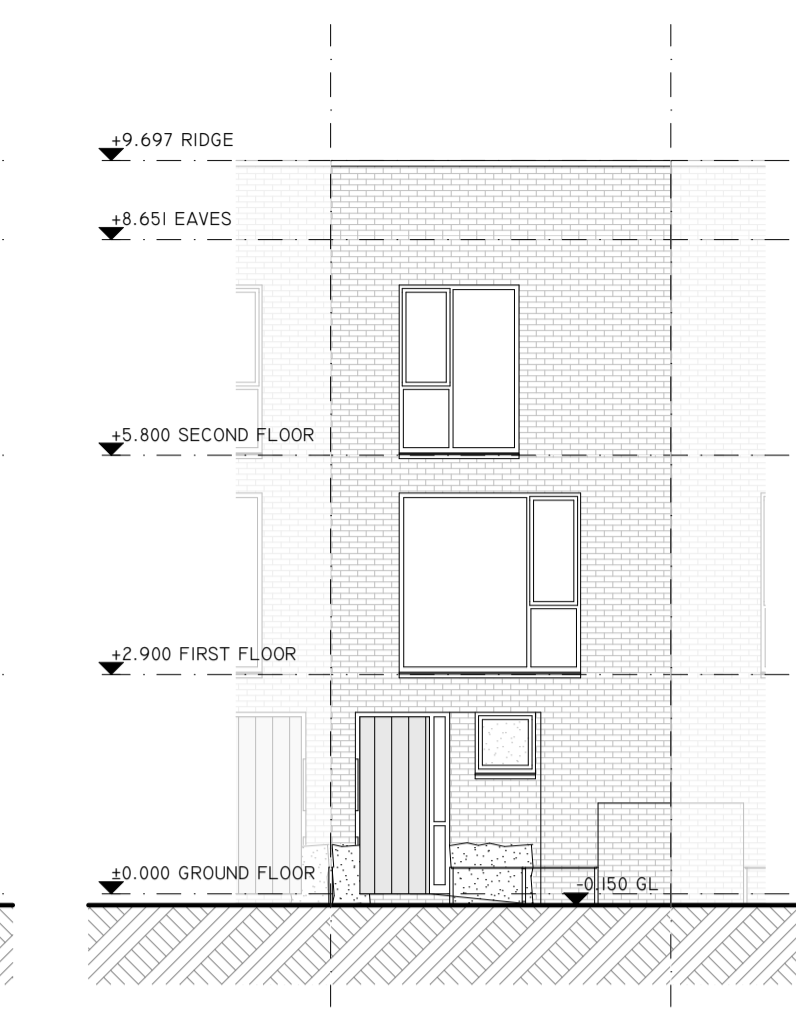 +9.697 RIDGE
+8.651 EAVES
+5.800 SECOND FLOOR
+2.900 FIRST FLOOR
±0.000 GROUND FLOOR
-0.150 GL